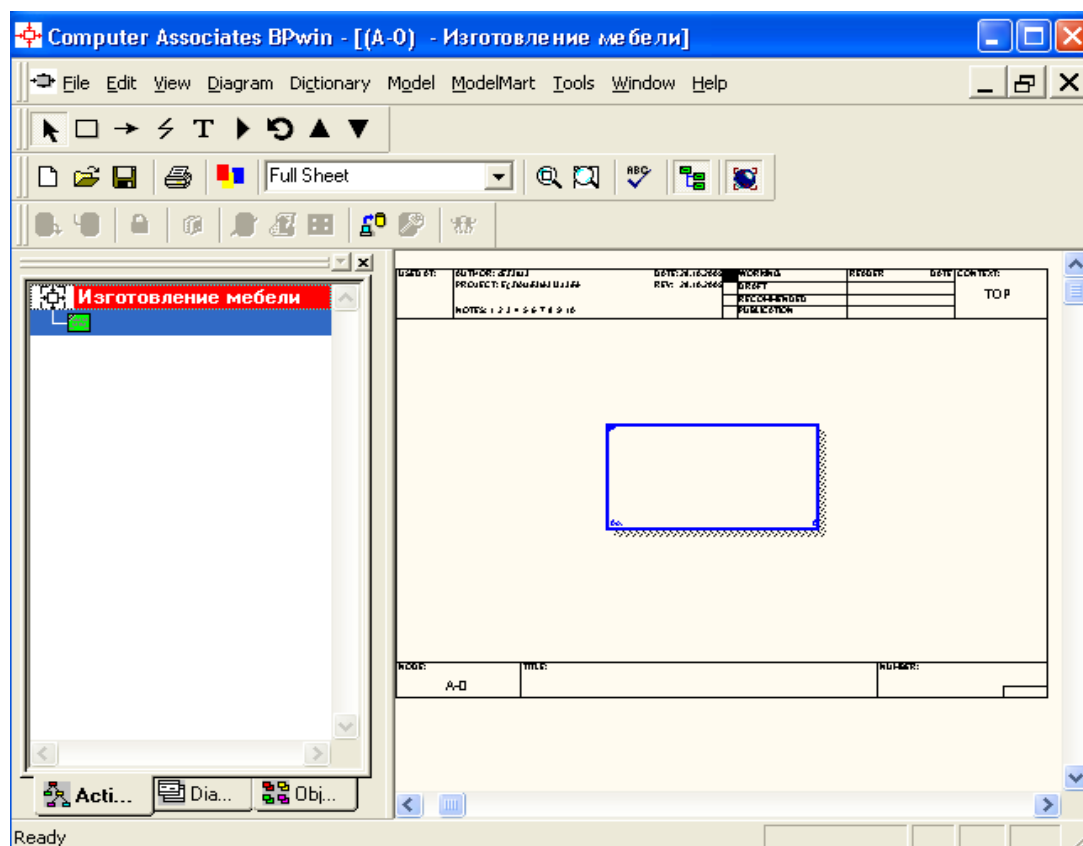 Computer Associates BPwin - [(A-0) - Изготовление мебели]
File Edit View Diagram Dictionary Model ModelMart Tools Window Help
T
Full Sheet
ABC
Изготовление мебели
USED AT: AUTHOR: DATE: REV: WORKING READER DATE CONTEXT:
PROJECT: DRAFT TOP
RECOMMENDED
NOTES: 1 2 3 4 5 6 7 8 9 10 PUBLICATION
NODE: TITLE: NUMBER:
A-0
Acti... Dia... Obj...
Ready